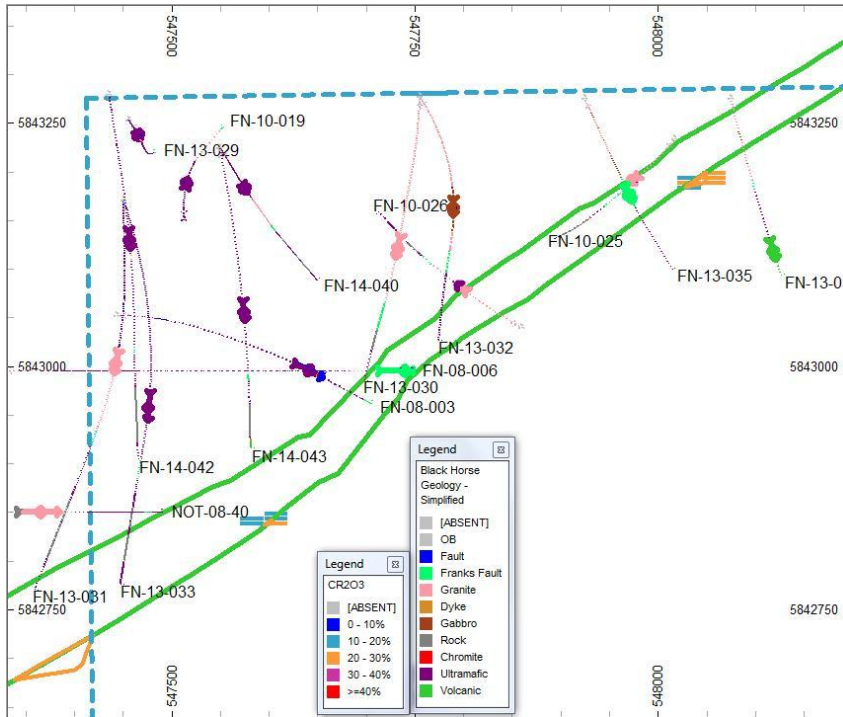 547500
547750
548000
5843250
FN-10-019
5843250
FN-13-029
FN-10-026
FN-10-025
FN-13-035
FN-14-040
FN-13-0
FN-13-032
5843000
FN-08-006
5843000
FN-13-030
FN-08-003
FN-14-042
FN-14-043
NOT-08-40
FN-13-031
FN-13-033
5842750
5842750
Legend
CR2O3
[ABSENT]
0 - 10%
10 - 20%
20 - 30%
30 - 40%
>=40%
Legend
Black Horse
Geology -
Simplified
[ABSENT]
OB
Fault
Franks Fault
Granite
Dyke
Gabbro
Rock
Chromite
Ultramafic
Volcanic
547500
548000